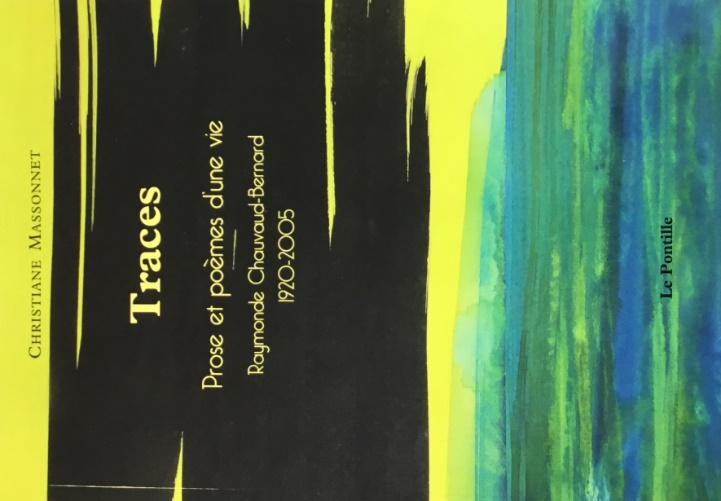 CHRISTIANE MASSONNET
Traces
Prose et poèmes d'une vie
Raymonde Chauvaud-Bernard
1920-2005
Le Pontille